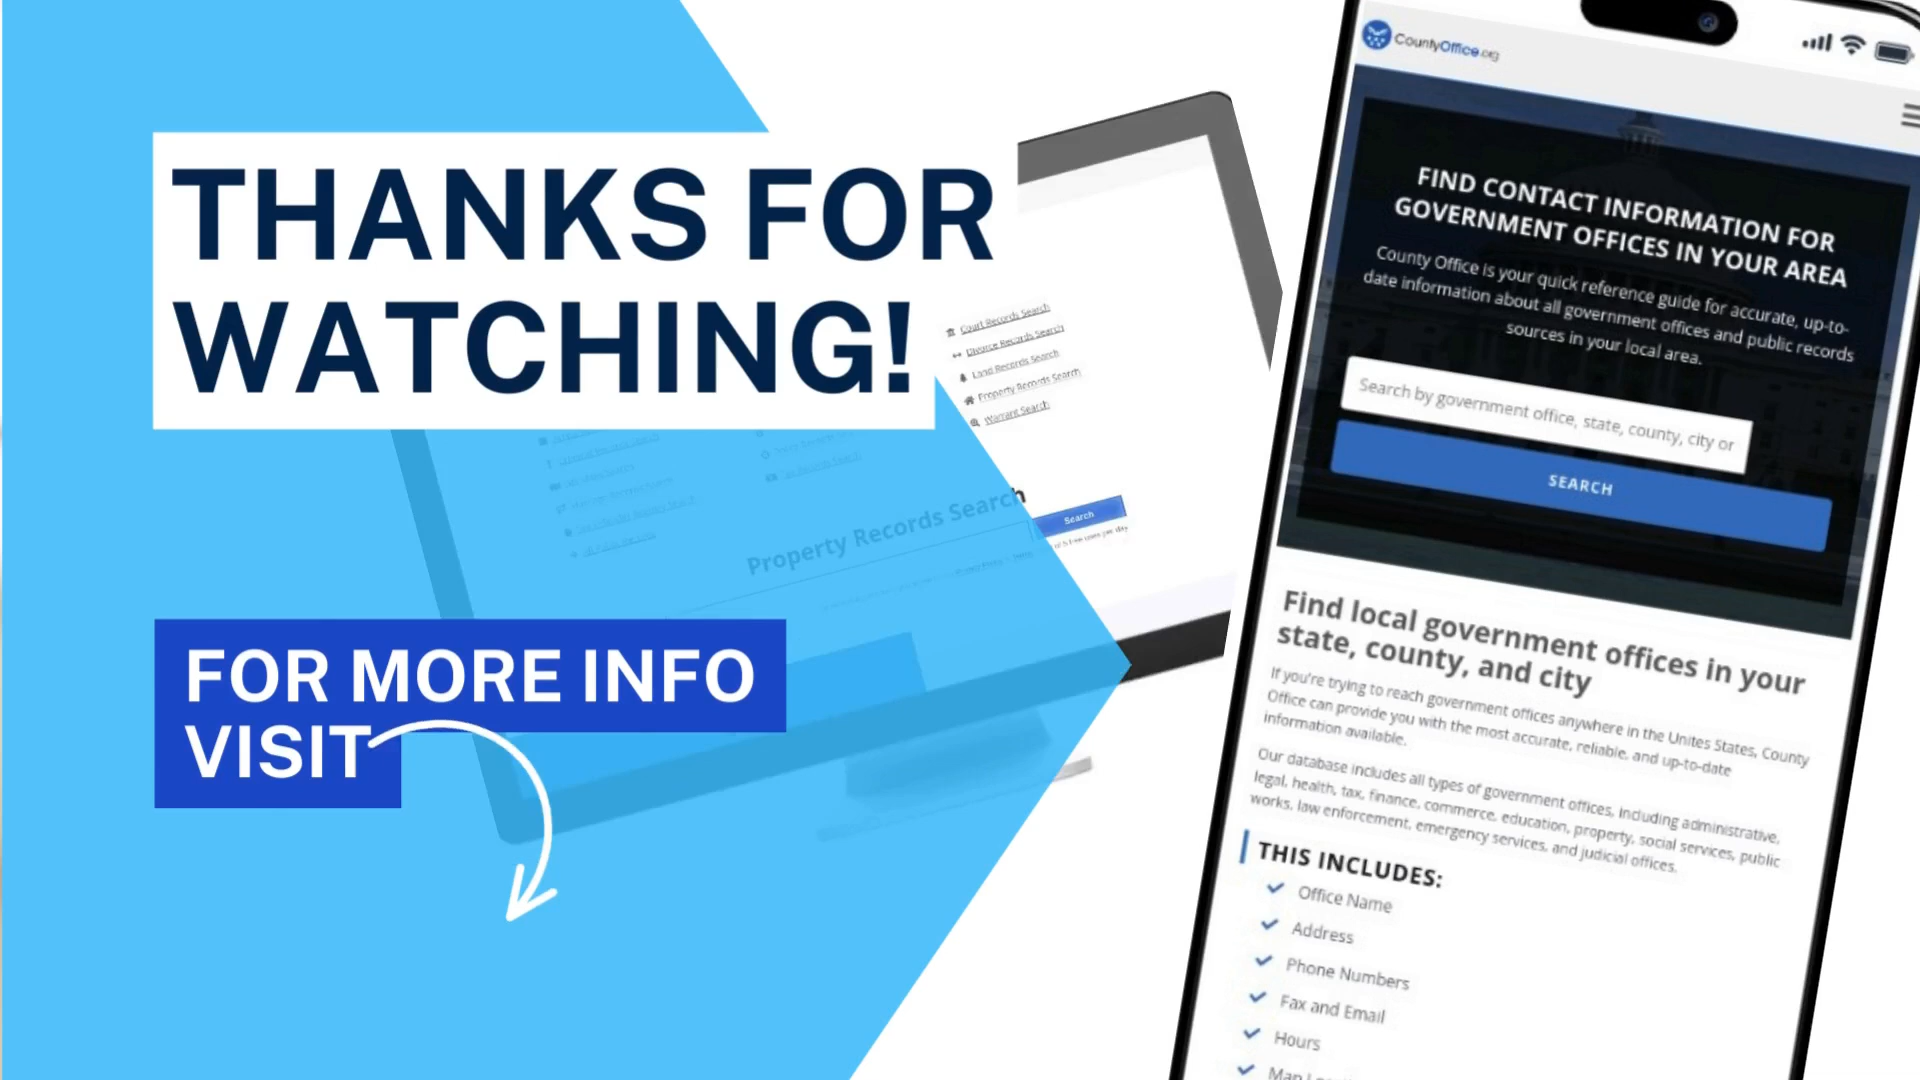 THANKS FOR
WATCHING!
FOR MORE INFO
VISIT
Court Records Search
Divorce Records Search
Land Records Search
Property Records Search
Warrant Search
Property Records Search
Search
of 5 free uses per day
CountyOffice.org
FIND CONTACT INFORMATION FOR
GOVERNMENT OFFICES IN YOUR AREA
County Office is your quick reference guide for accurate, up-to-
date information about all government offices and public records
sources in your local area.
Search by government office, state, county, city or
SEARCH
Find local government offices in your
state, county, and city
If you're trying to reach government offices anywhere in the Unites States, County
Office can provide you with the most accurate, reliable, and up-to-date
information available.
Our database includes all types of government offices, including administrative,
legal, health, tax, finance, commerce, education, property, social services, public
works, law enforcement, emergency services, and judicial offices.
THIS INCLUDES:
Office Name
Address
Phone Numbers
Fax and Email
Hours